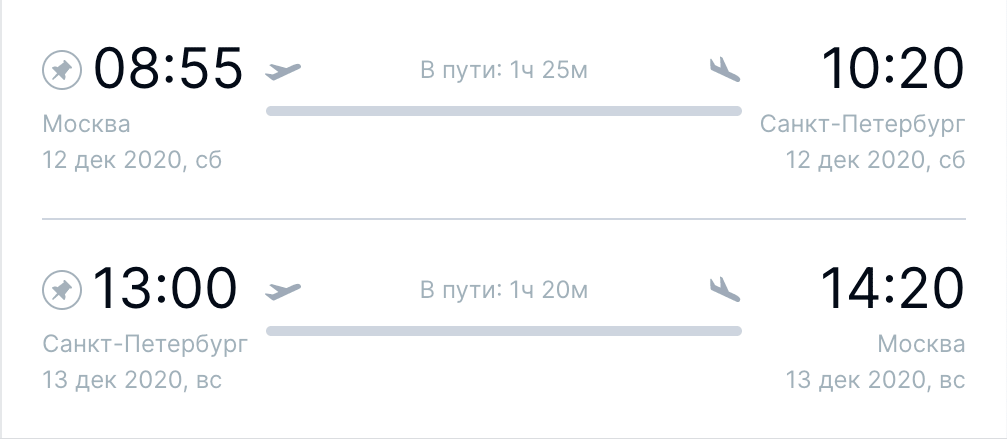 08:55 В пути: 1ч 25м 10:20
Москва Санкт-Петербург
12 дек 2020, сб 12 дек 2020, сб
13:00 В пути: 1ч 20м 14:20
Санкт-Петербург Москва
13 дек 2020, вс 13 дек 2020, вс